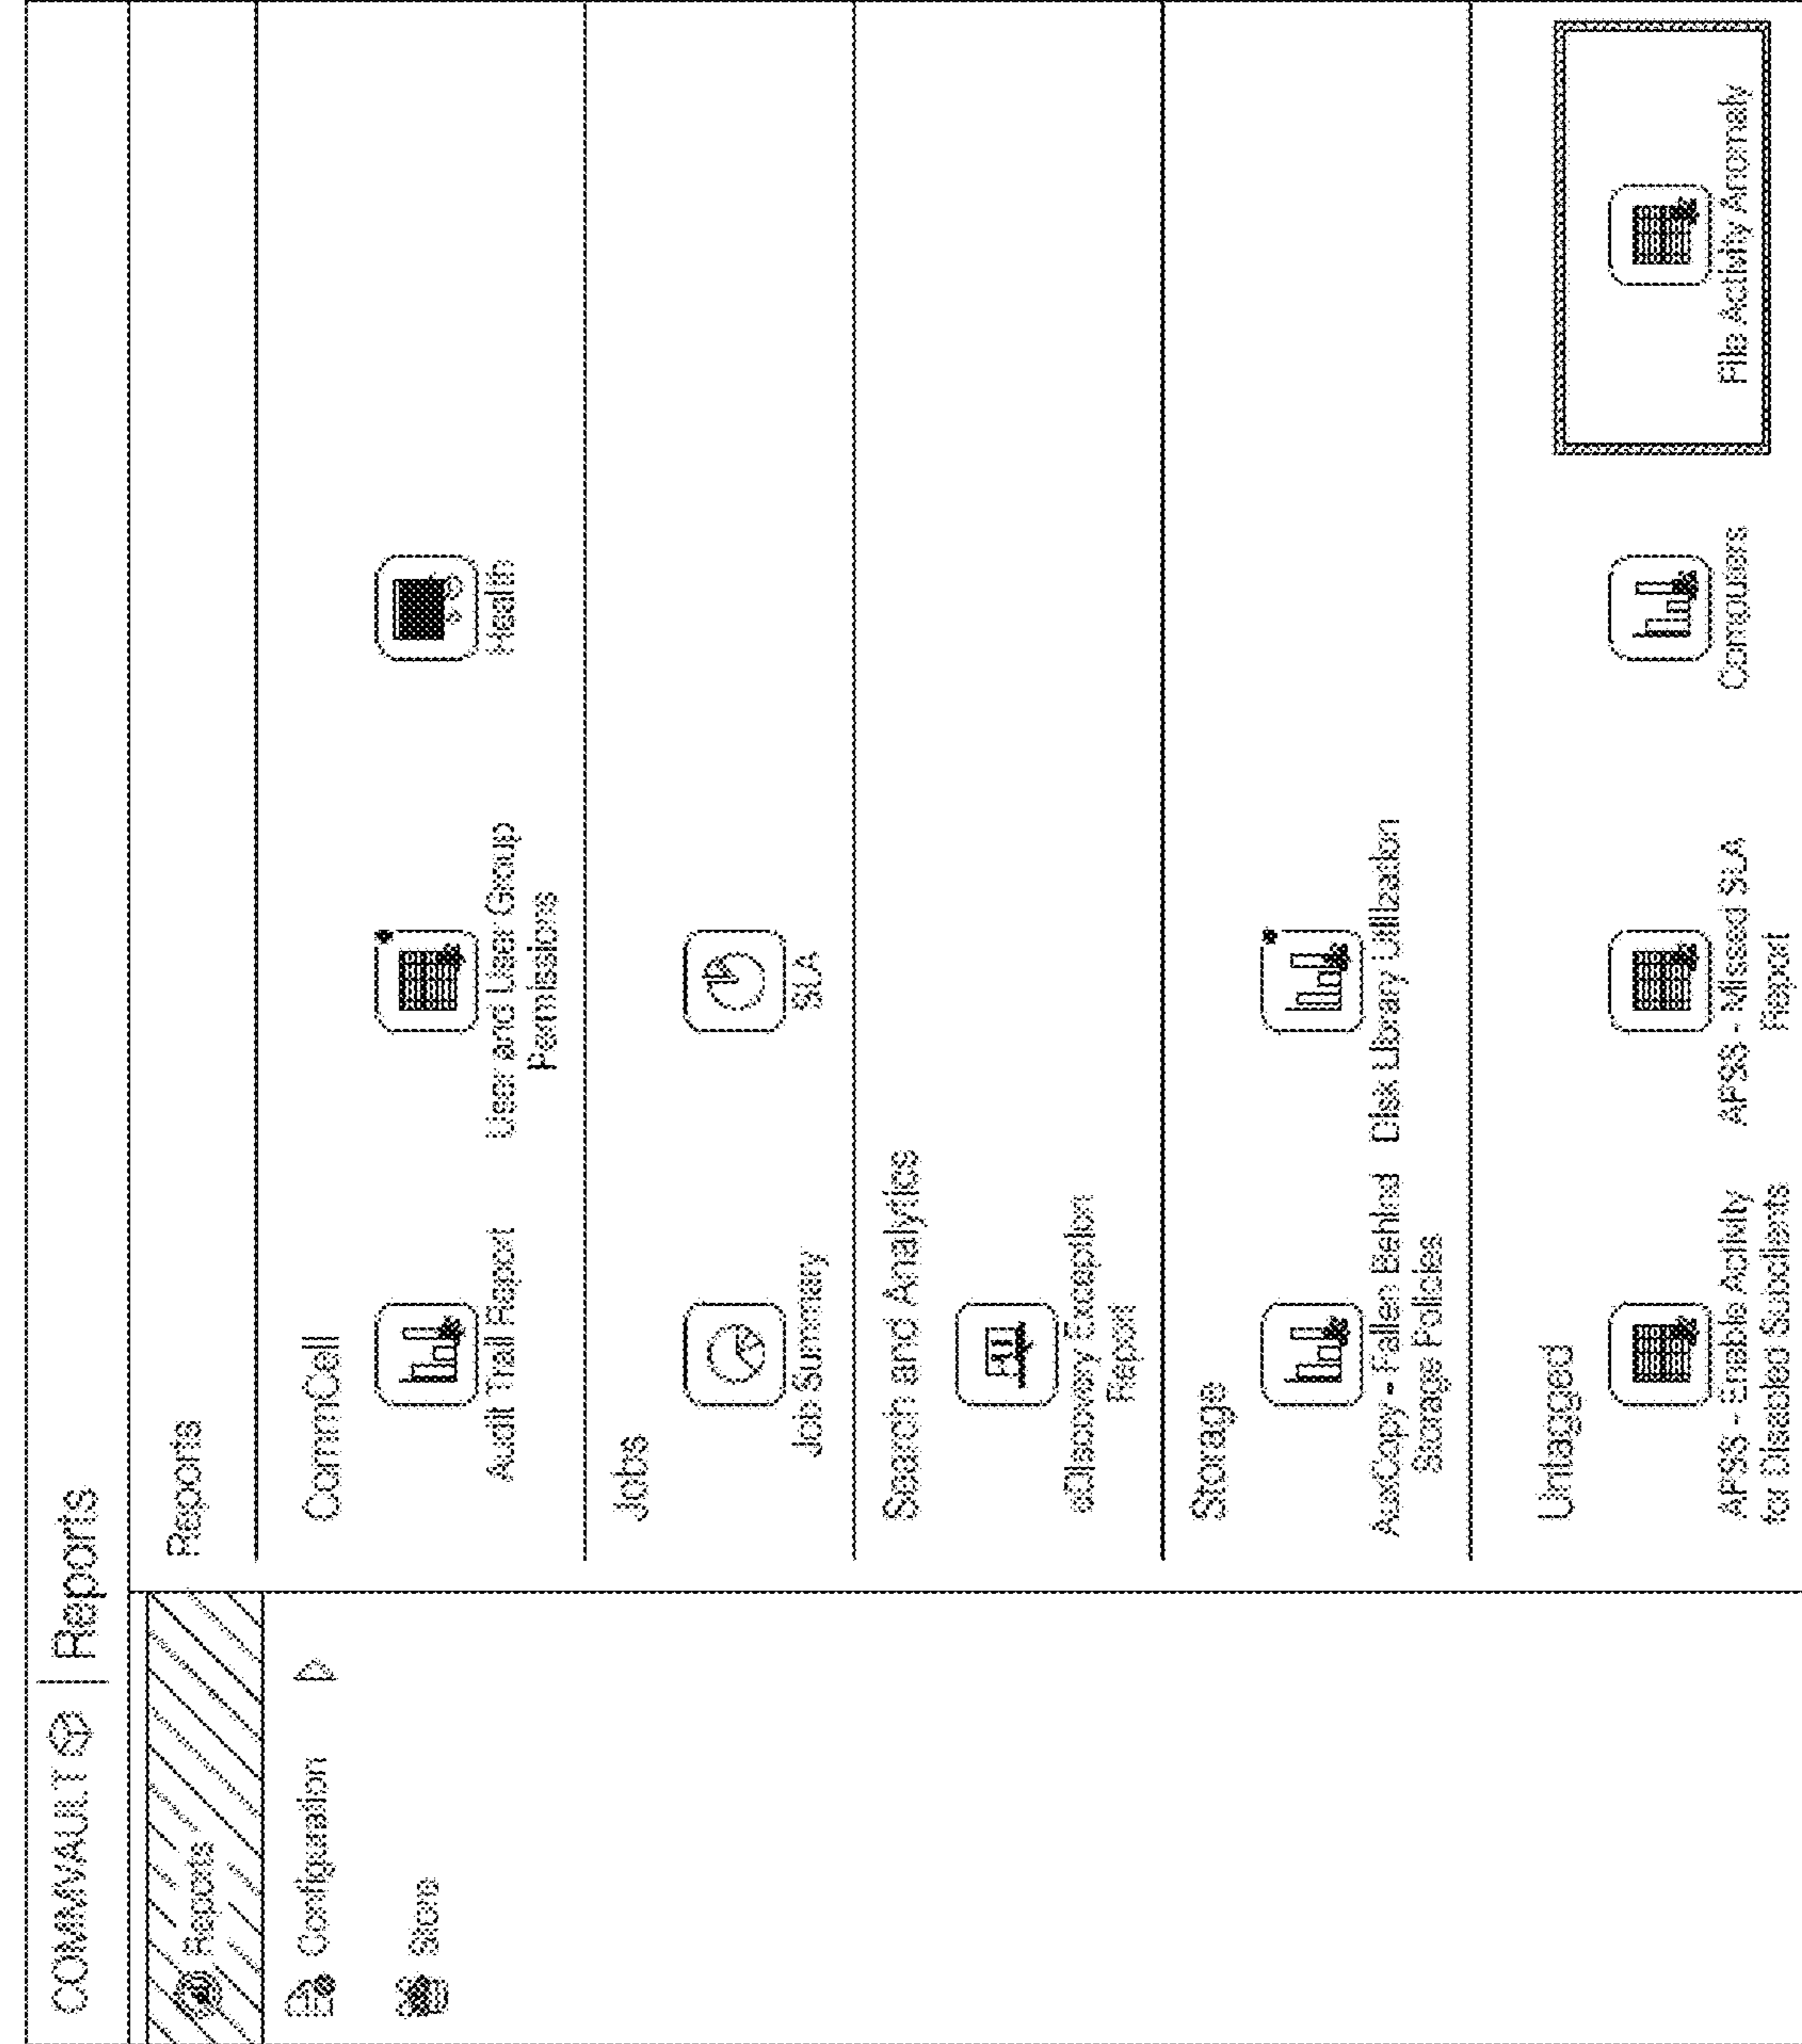 COMMVAULT | Reports
Reports
Configuration
Store
Reports
CommCell
Audit Trail Report
User and User Group
Permissions
Health
Jobs
Job Summary
SLA
Search and Analytics
eDiscovery Exception
Report
Storage
AuxCopy - Fallen Behind
Storage Policies
Disk Library Utilization
Untagged
APSS - Enable Activity
for Disabled Subclients
APSS - Missed SLA
Report
Computers
File Activity Anomaly